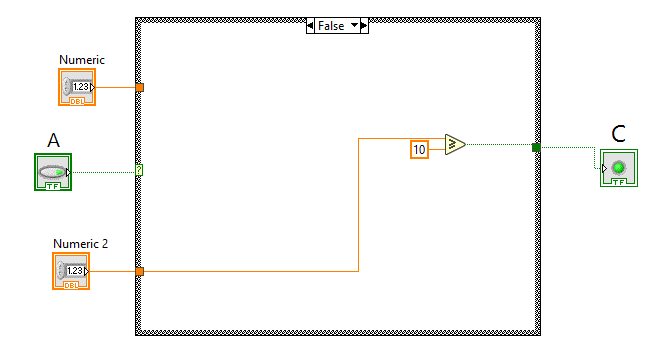 False
Numeric
1.23
DBL
A
TF
?
10
≥
C
TF
Numeric 2
1.23
DBL